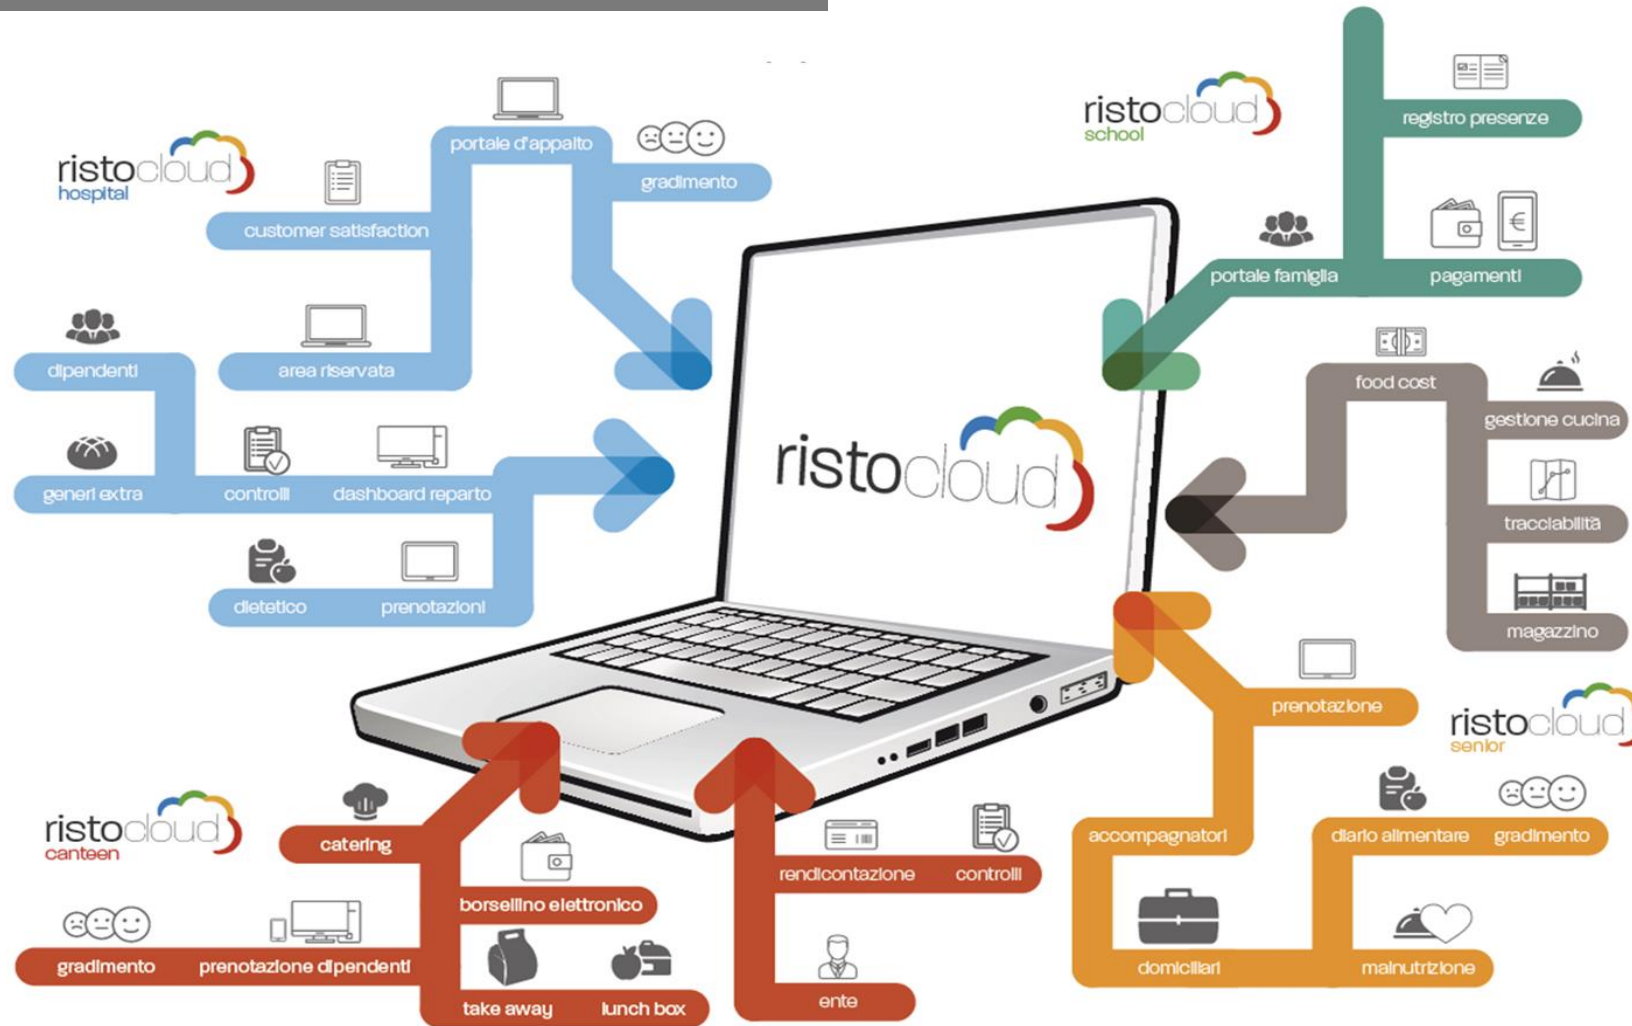 ristocloud
hospital
portale d'appalto
gradimento
customer satisfaction
area riservata
dipendenti
generi extra
controlli
dashboard reparto
dietetico
prenotazioni
ristocloud
school
registro presenze
portale famiglia
pagamenti
food cost
gestione cucina
tracciabilità
magazzino
ristocloud
prenotazione
ristocloud
senior
accompagnatori
diario alimentare
gradimento
domiciliari
malnutrizione
ristocloud
canteen
catering
borsellino elettronico
gradimento
prenotazione dipendenti
take away
lunch box
rendicontazione
controlli
ente